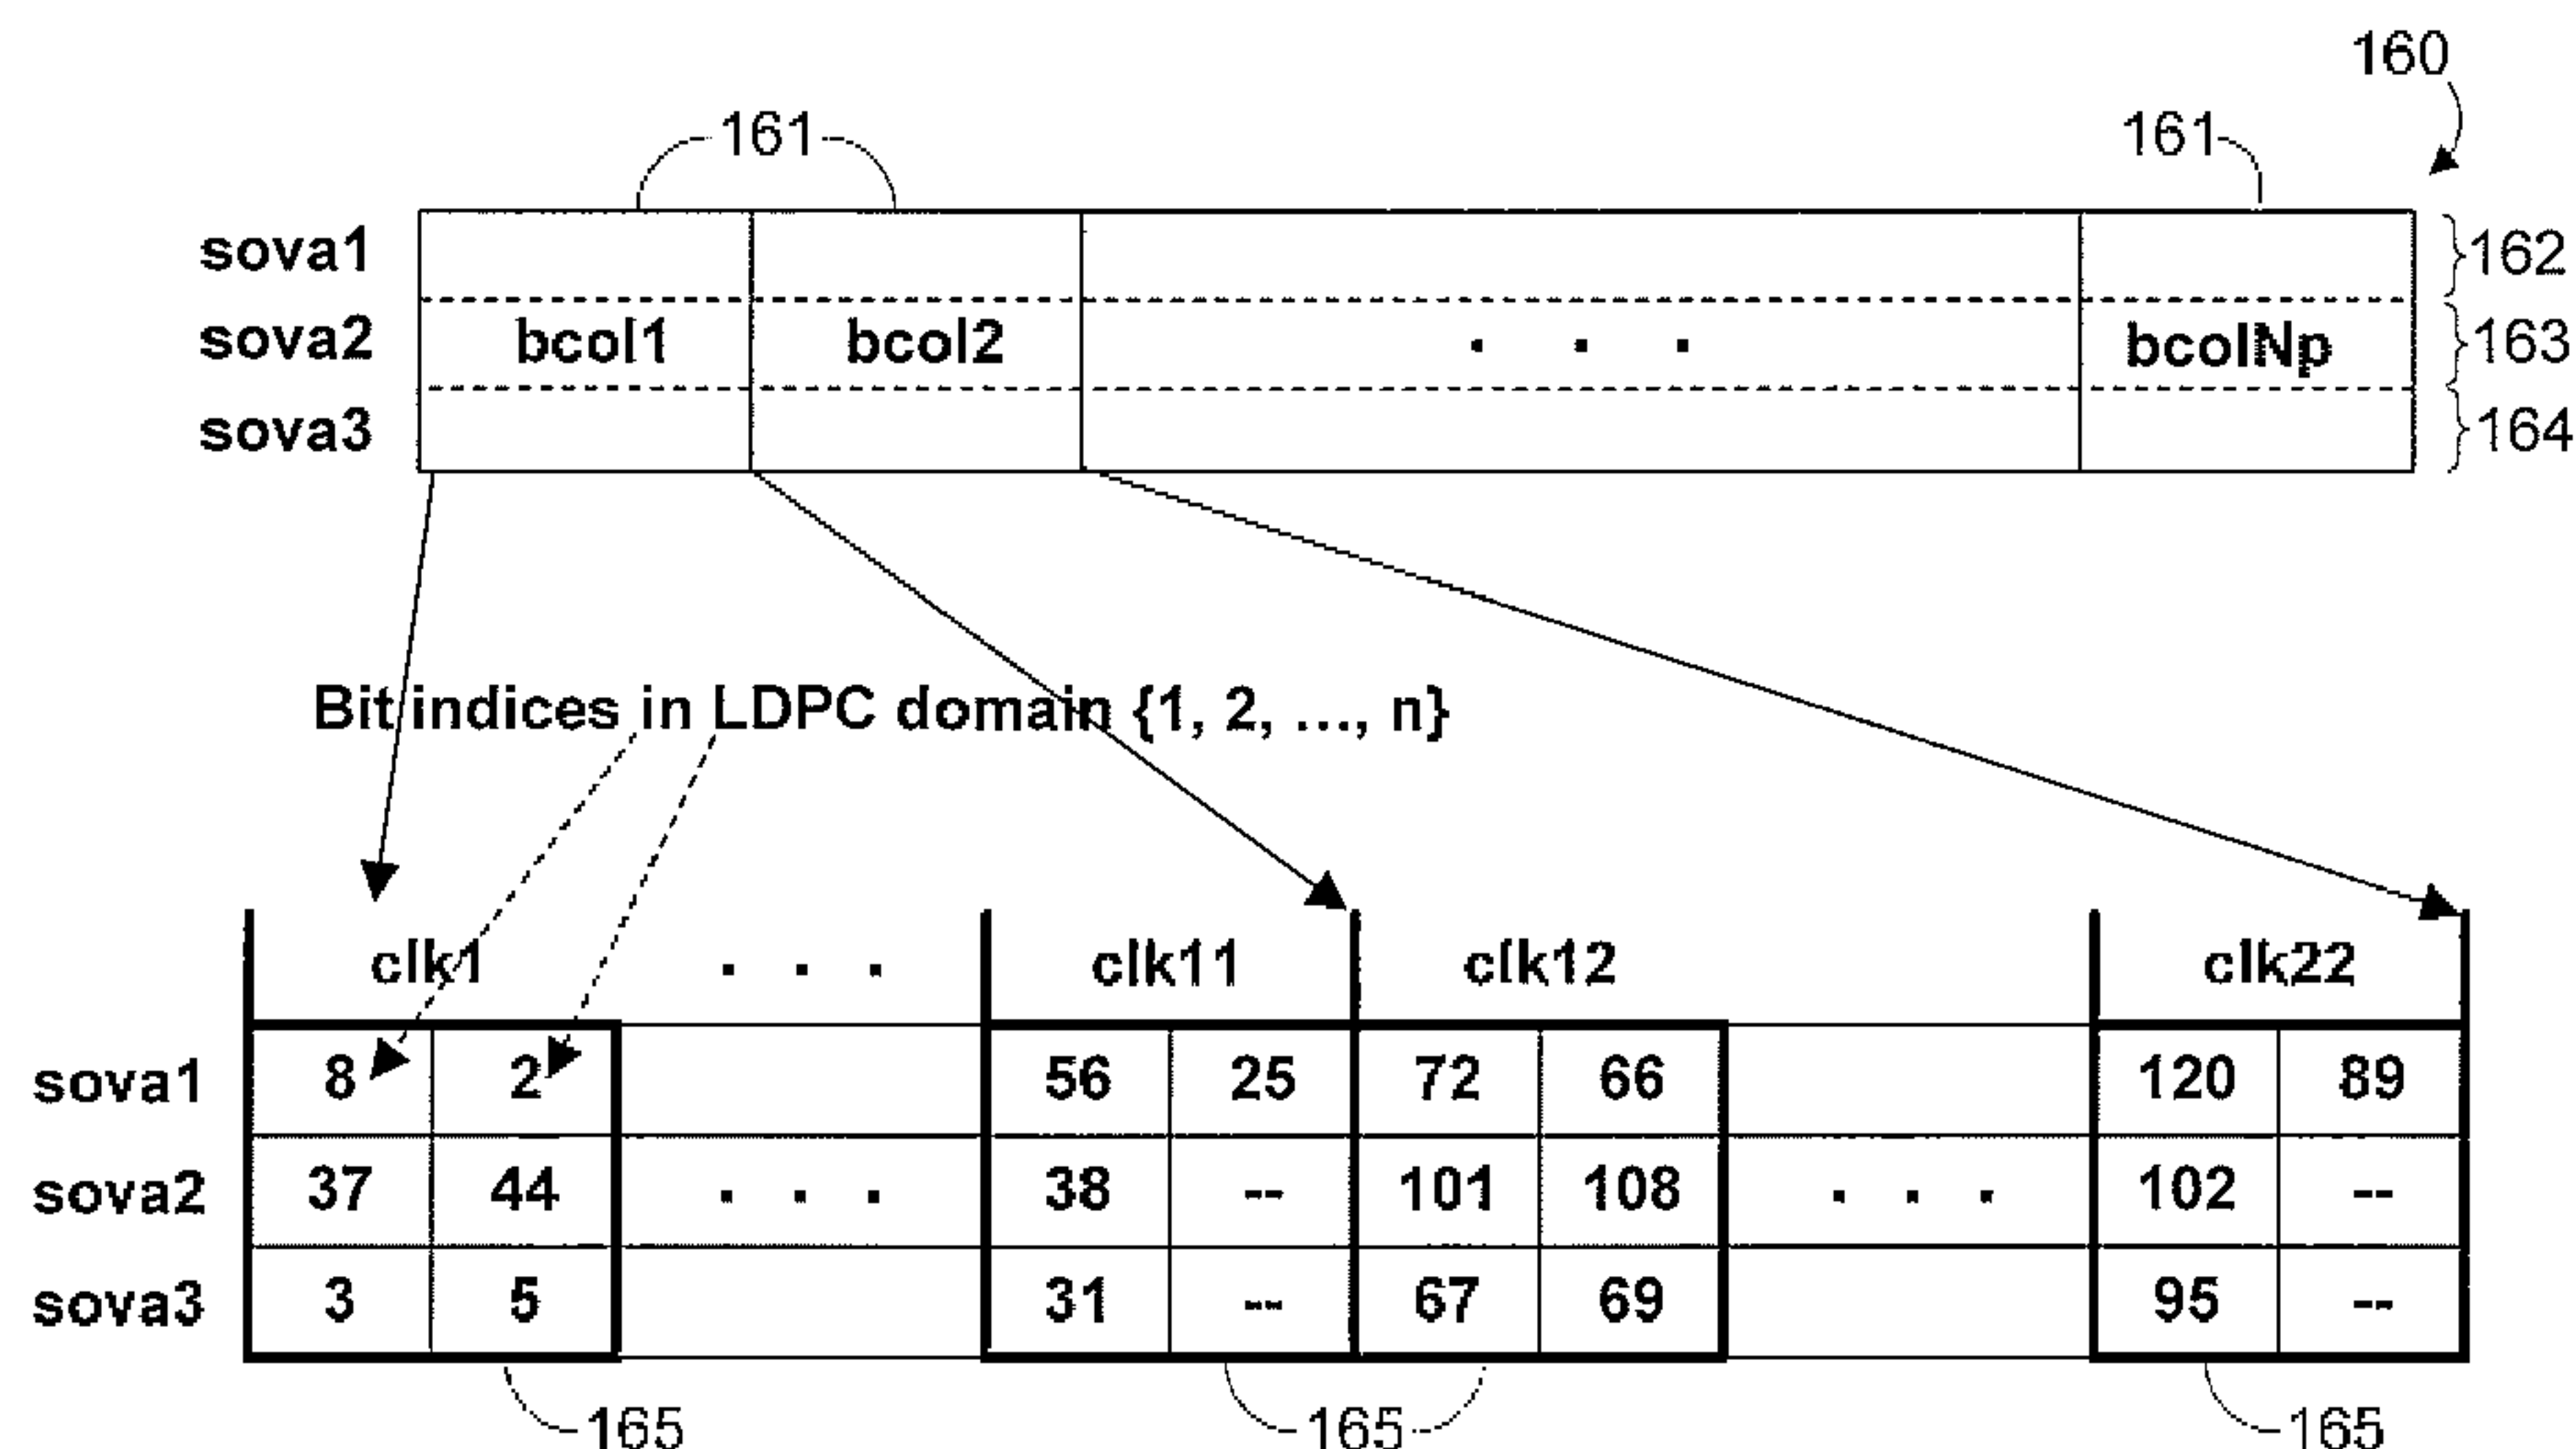 160
161 161
sova1 162
sova2 bcol1 bcol2 . . . bcolNp 163
sova3 164
Bit indices in LDPC domain {1, 2, ..., n}
clk1 . . . clk11 clk12 clk22
sova1 8 2 56 25 72 66 120 89
sova2 37 44 . . . 38 -- 101 108 . . . 102 --
sova3 3 5 31 -- 67 69 95 --
165 165 165